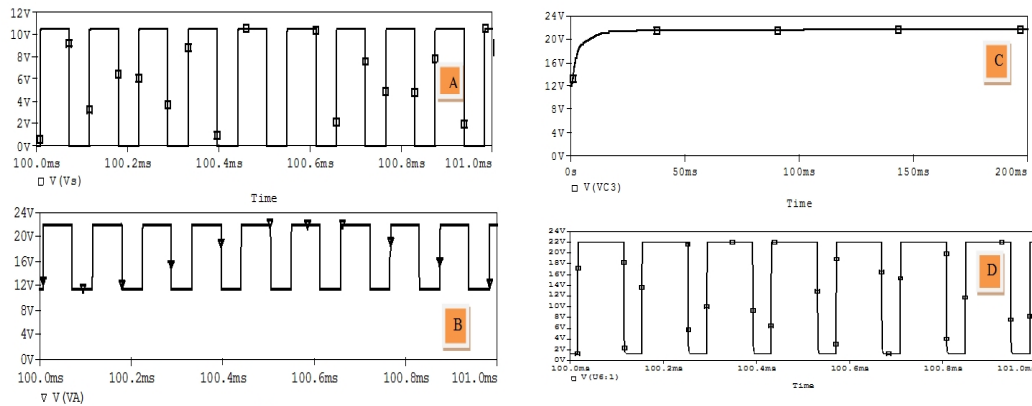 12V
10V
8V
6V
4V
2V
0V
A
100.0ms 100.2ms 100.4ms 100.6ms 100.8ms 101.0ms
V(Vs)
Time
24V
20V
16V
12V
8V
4V
0V
B
100.0ms 100.2ms 100.4ms 100.6ms 100.8ms 101.0ms
V(VA)
24V
20V
16V
12V
8V
4V
0V
C
0s 50ms 100ms 150ms 200ms
V(VC3)
Time
24V
22V
20V
18V
16V
14V
12V
10V
8V
6V
4V
2V
0V
D
100.0ms 100.2ms 100.4ms 100.6ms 100.8ms 101.0ms
V(U6:1)
Time